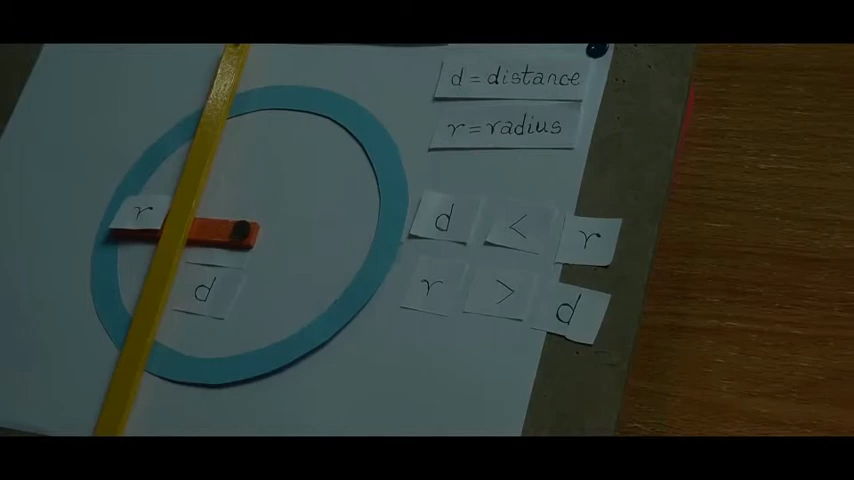 d = distance
r = radius
d < r
r > d
r
d